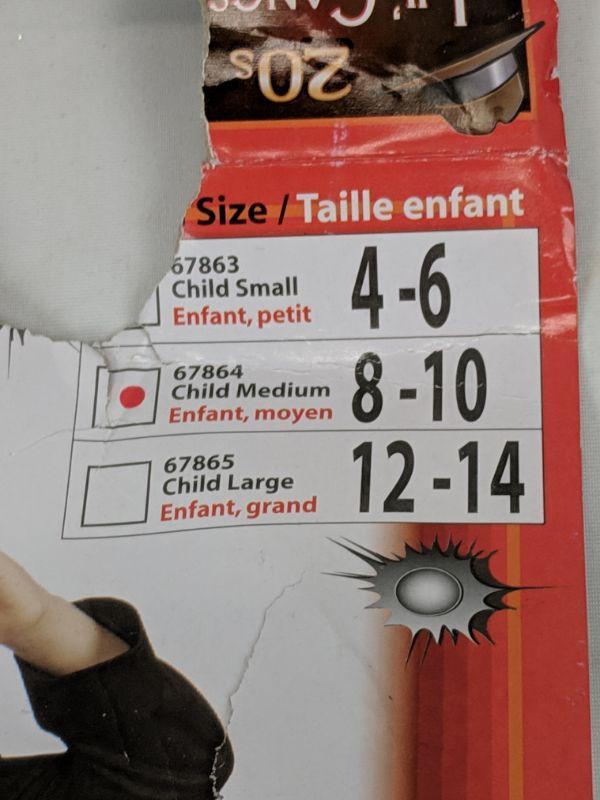 20s
Size / Taille enfant
67863
Child Small
Enfant, petit
4 - 6
67864
Child Medium
Enfant, moyen
8 - 10
67865
Child Large
Enfant, grand
12 - 14